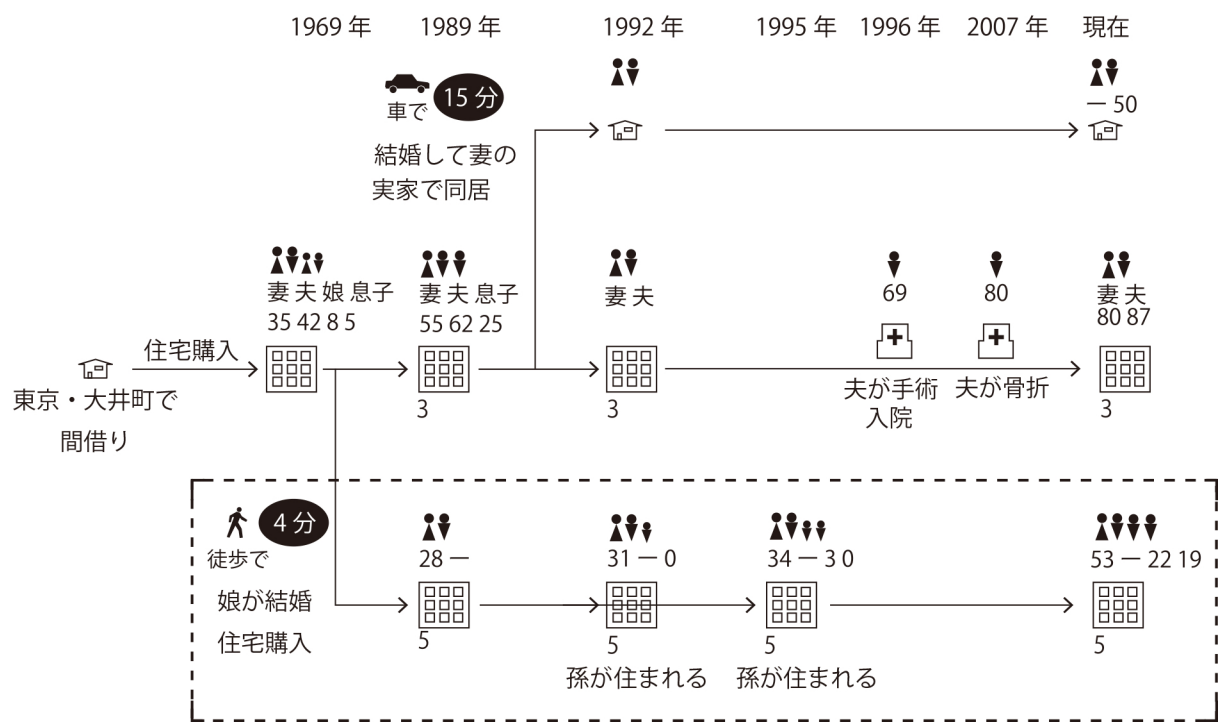 1969 年
1989 年
1992 年
1995 年
1996 年
2007 年
現在
車で
15 分
結婚して妻の
実家で同居
ー 50
妻 夫 娘 息子
35 42 8 5
妻 夫 息子
55 62 25
妻 夫
69
80
妻 夫
80 87
住宅購入
東京・大井町で
間借り
3
3
夫が手術
入院
夫が骨折
3
4 分
徒歩で
娘が結婚
住宅購入
28 ー
5
31 ー 0
5
孫が住まれる
34 ー 3 0
5
孫が住まれる
53 ー 22 19
5